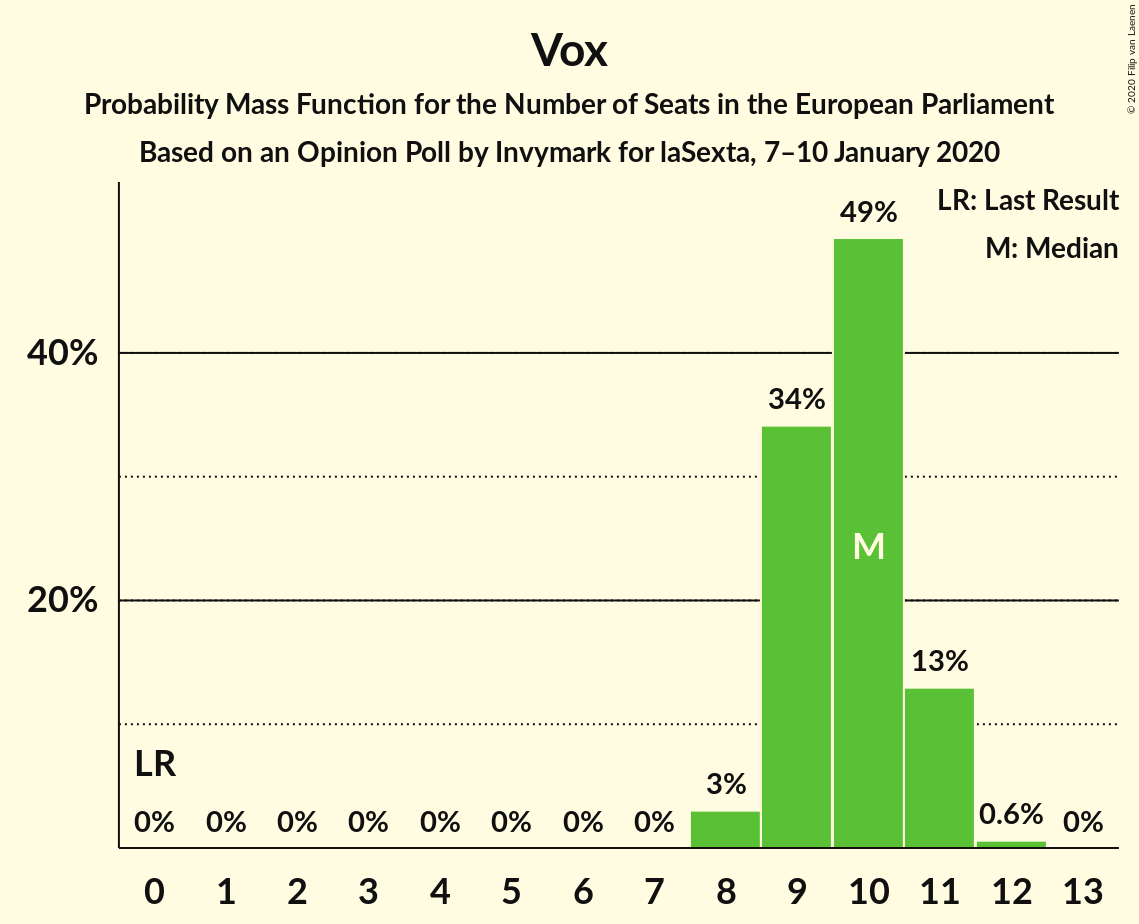 Vox
Probability Mass Function for the Number of Seats in the European Parliament
Based on an Opinion Poll by Invymark for laSexta, 7–10 January 2020
© 2020 Filip van Laenen
LR: Last Result
M: Median
49%
40%
34%
M
20%
13%
LR
3%
0% 0% 0% 0% 0% 0% 0% 0% 0.6% 0%
0 1 2 3 4 5 6 7 8 9 10 11 12 13